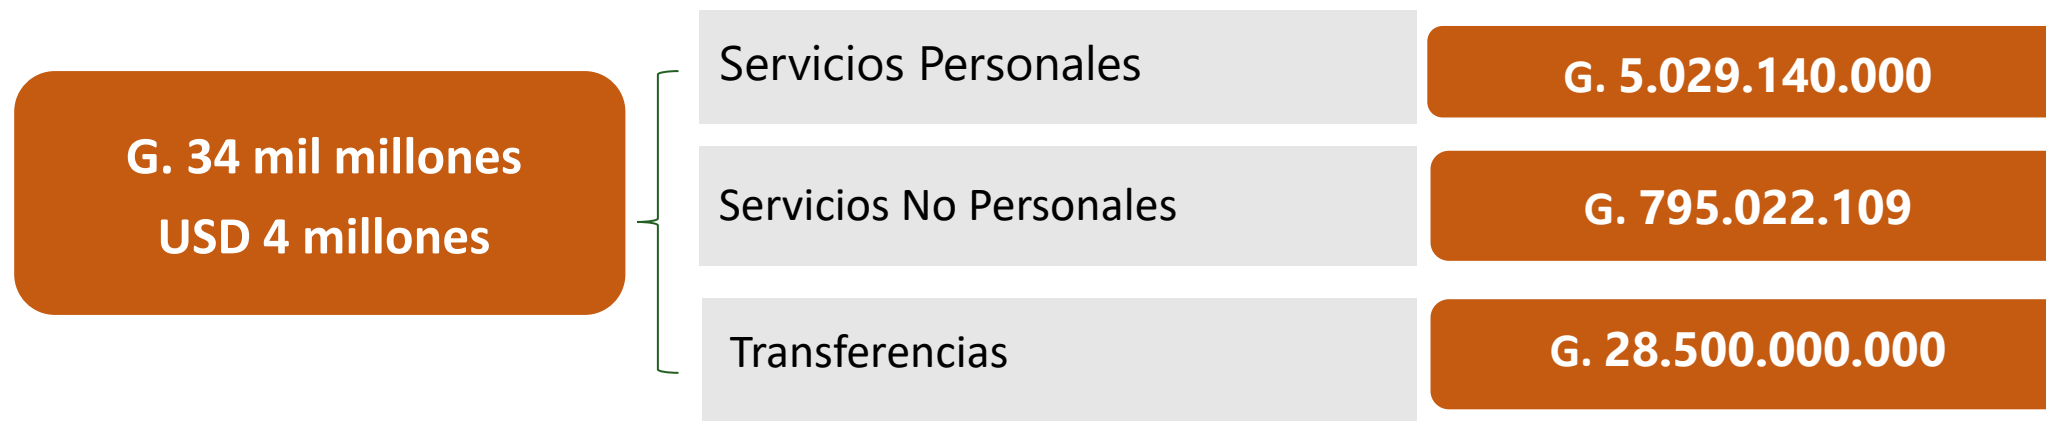 G. 34 mil millones
USD 4 millones
Servicios Personales
G. 5.029.140.000
Servicios No Personales
G. 795.022.109
Transferencias
G. 28.500.000.000